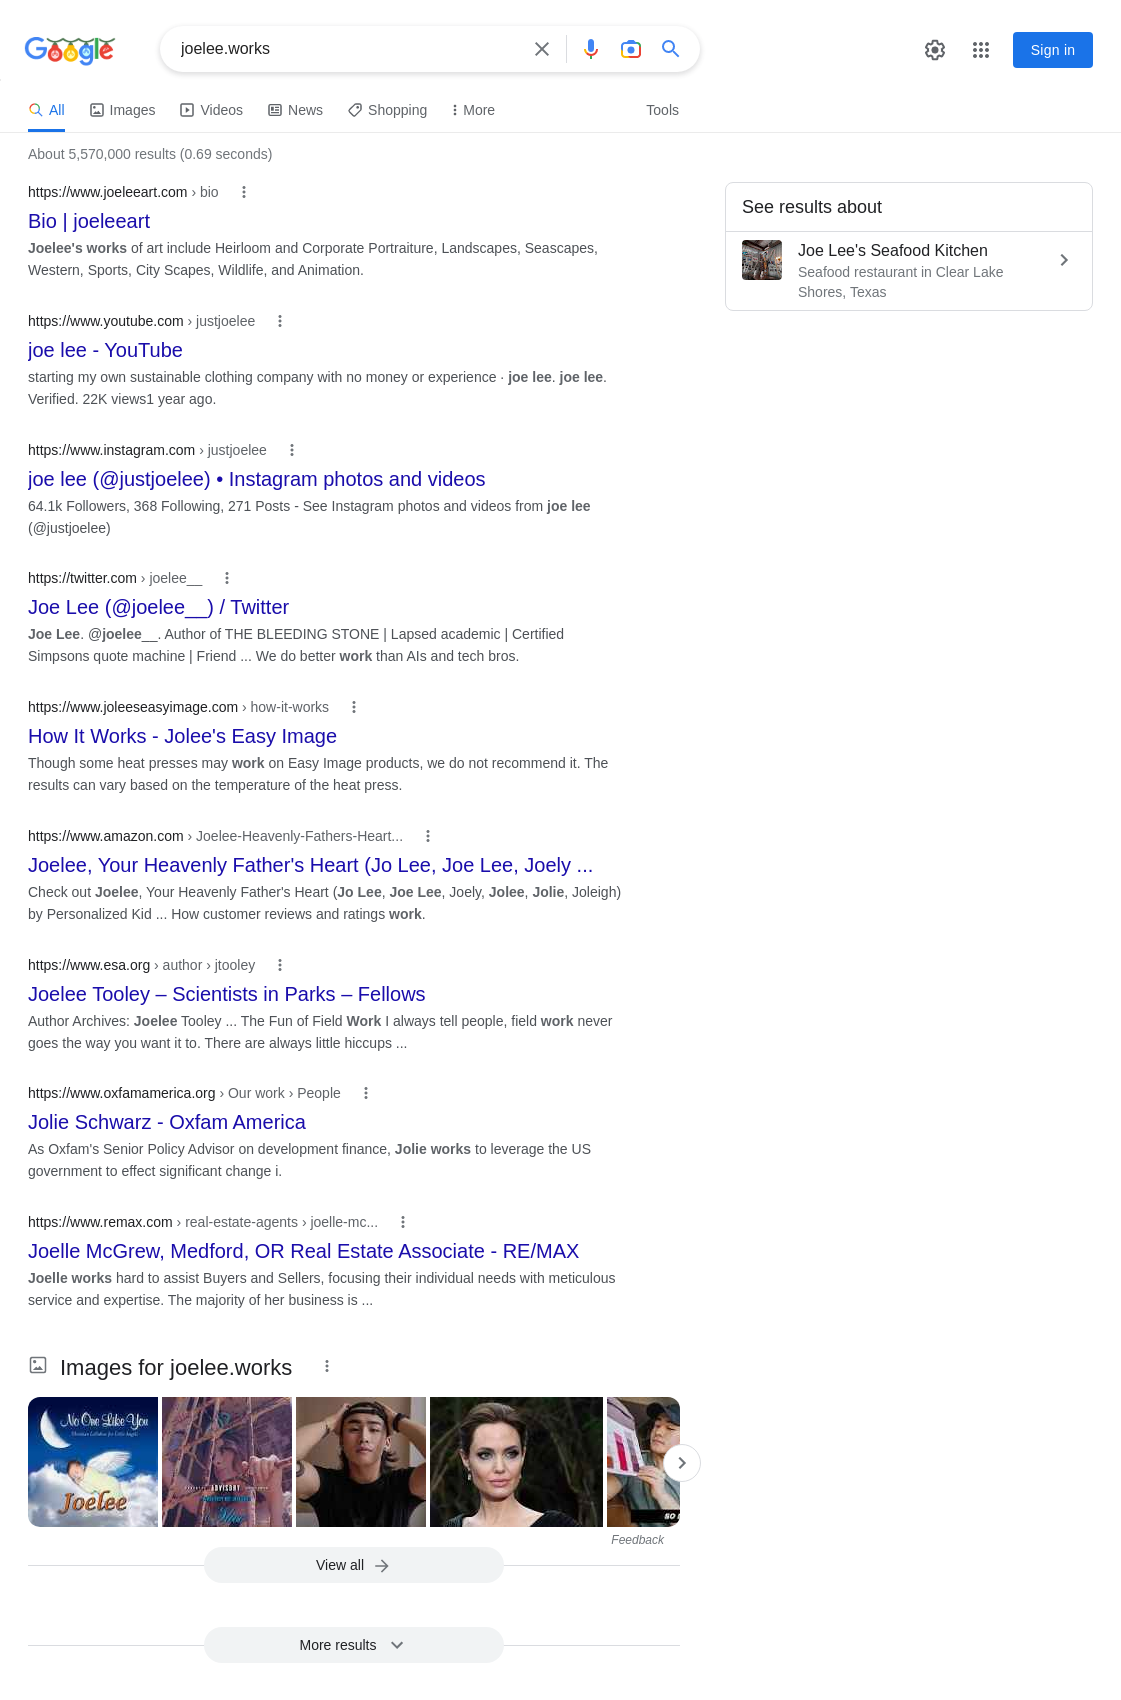 Google
joelee.works
Sign in
All
Images
Videos
News
Shopping
More
Tools
About 5,570,000 results (0.69 seconds)
https://www.joeleeart.com › bio
Bio | joeleeart
Joelee's works of art include Heirloom and Corporate Portraiture, Landscapes, Seascapes,
Western, Sports, City Scapes, Wildlife, and Animation.
https://www.youtube.com › justjoelee
joe lee - YouTube
starting my own sustainable clothing company with no money or experience · joe lee. joe lee.
Verified. 22K views1 year ago.
https://www.instagram.com › justjoelee
joe lee (@justjoelee) • Instagram photos and videos
64.1k Followers, 368 Following, 271 Posts - See Instagram photos and videos from joe lee
(@justjoelee)
https://twitter.com › joelee__
Joe Lee (@joelee__) / Twitter
Joe Lee. @joelee__. Author of THE BLEEDING STONE | Lapsed academic | Certified
Simpsons quote machine | Friend ... We do better work than AIs and tech bros.
https://www.joleeseasyimage.com › how-it-works
How It Works - Jolee's Easy Image
Though some heat presses may work on Easy Image products, we do not recommend it. The
results can vary based on the temperature of the heat press.
https://www.amazon.com › Joelee-Heavenly-Fathers-Heart...
Joelee, Your Heavenly Father's Heart (Jo Lee, Joe Lee, Joely ...
Check out Joelee, Your Heavenly Father's Heart (Jo Lee, Joe Lee, Joely, Jolee, Jolie, Joleigh)
by Personalized Kid ... How customer reviews and ratings work.
https://www.esa.org › author › jtooley
Joelee Tooley – Scientists in Parks – Fellows
Author Archives: Joelee Tooley ... The Fun of Field Work I always tell people, field work never
goes the way you want it to. There are always little hiccups ...
https://www.oxfamamerica.org › Our work › People
Jolie Schwarz - Oxfam America
As Oxfam's Senior Policy Advisor on development finance, Jolie works to leverage the US
government to effect significant change i.
https://www.remax.com › real-estate-agents › joelle-mc...
Joelle McGrew, Medford, OR Real Estate Associate - RE/MAX
Joelle works hard to assist Buyers and Sellers, focusing their individual needs with meticulous
service and expertise. The majority of her business is ...
Images for joelee.works
No One Like You
Joelee
ADVISORY
Blue
SO I
Feedback
View all
More results
See results about
Joe Lee's Seafood Kitchen
Seafood restaurant in Clear Lake
Shores, Texas